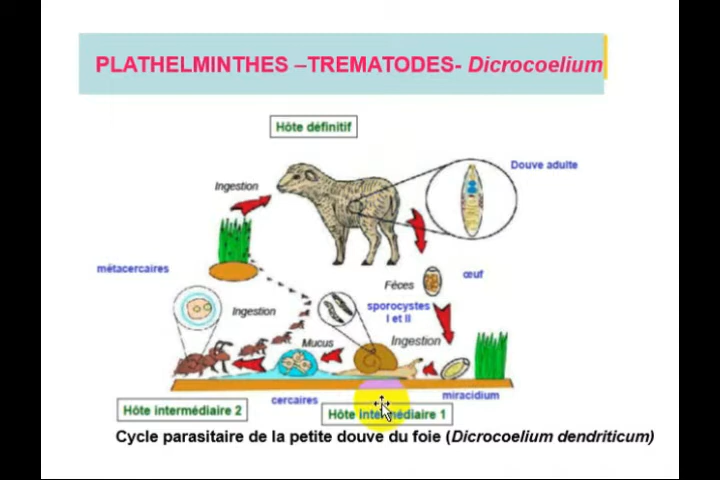 PLATHELMINTHES –TREMATODES- Dicrocoelium
Hôte définitif
Douve adulte
Ingestion
métacercaires
œuf
Fèces
sporocystes
I et II
Ingestion
Ingestion
Mucus
cercaires
miracidium
Hôte intermédiaire 2
Hôte intermédiaire 1
Cycle parasitaire de la petite douve du foie (Dicrocoelium dendriticum)